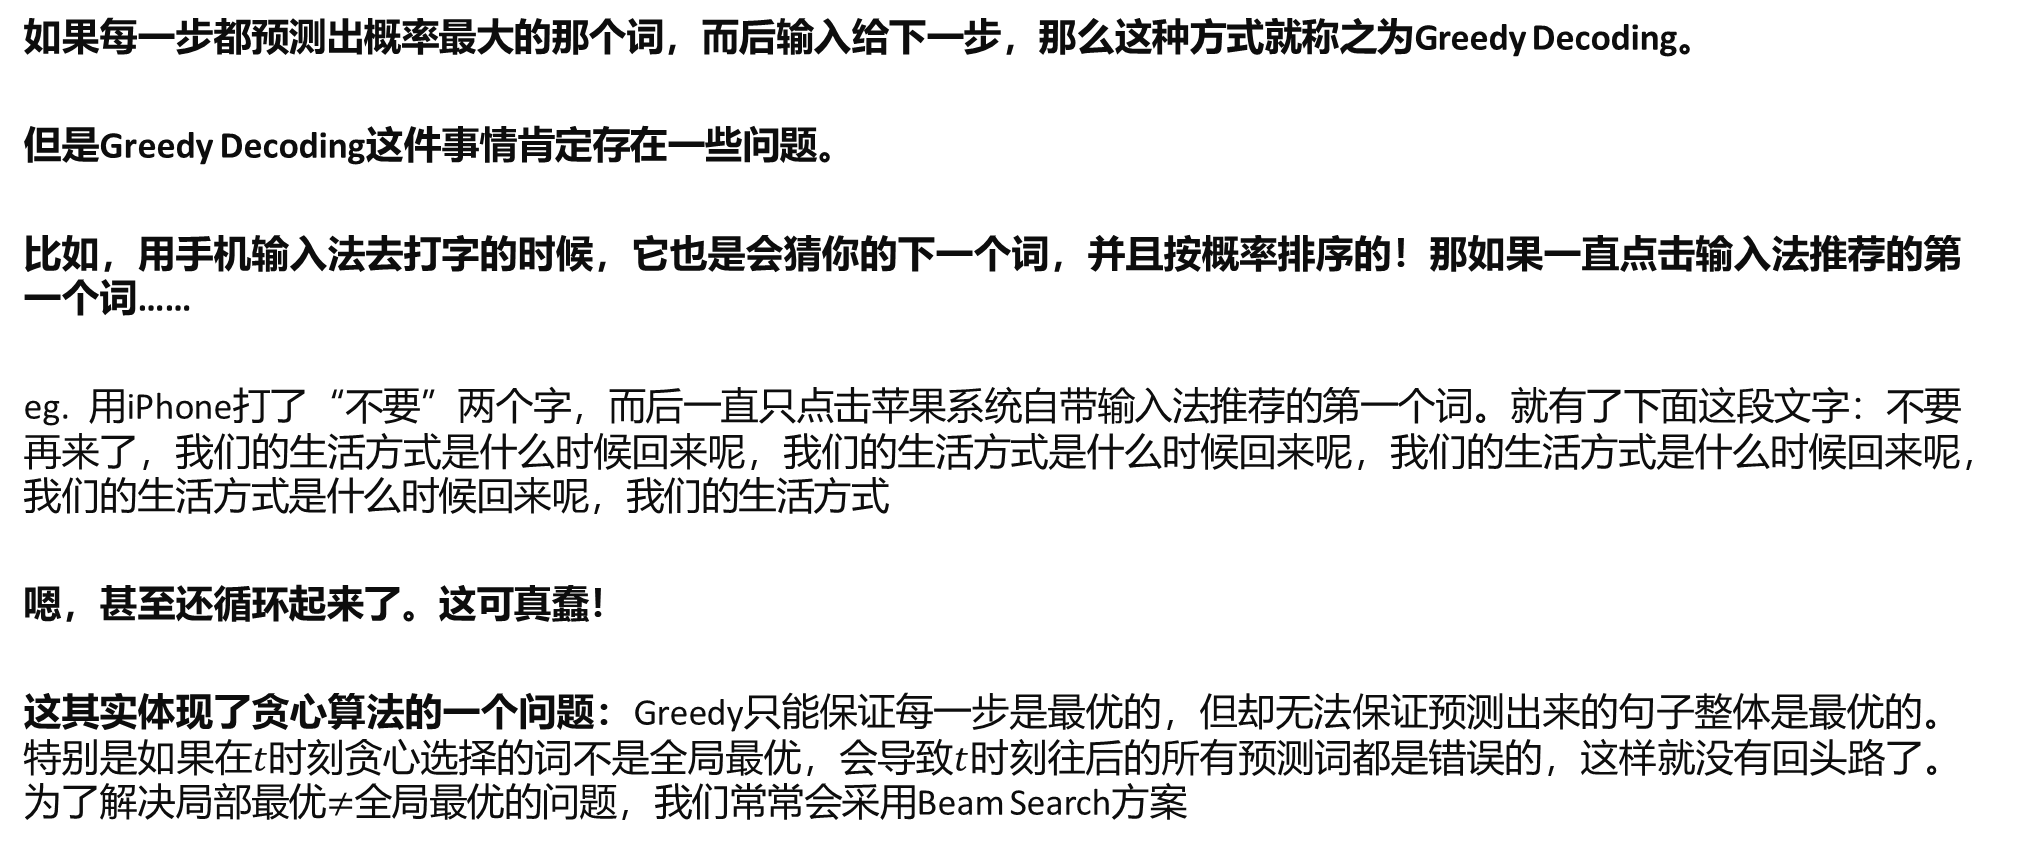 如果每一步都预测出概率最大的那个词，而后输入给下一步，那么这种方式就称之为Greedy Decoding。
但是Greedy Decoding这件事情肯定存在一些问题。
比如，用手机输入法去打字的时候，它也是会猜你的下一个词，并且按概率排序的！那如果一直点击输入法推荐的第
一个词……
eg. 用iPhone打了“不要”两个字，而后一直只点击苹果系统自带输入法推荐的第一个词。就有了下面这段文字：不要
再来了，我们的生活方式是什么时候回来呢，我们的生活方式是什么时候回来呢，我们的生活方式是什么时候回来呢，
我们的生活方式是什么时候回来呢，我们的生活方式
嗯，甚至还循环起来了。这可真蠢！
这其实体现了贪心算法的一个问题：Greedy只能保证每一步是最优的，但却无法保证预测出来的句子整体是最优的。
特别是如果在t时刻贪心选择的词不是全局最优，会导致t时刻往后的所有预测词都是错误的，这样就没有回头路了。
为了解决局部最优≠全局最优的问题，我们常常会采用Beam Search方案